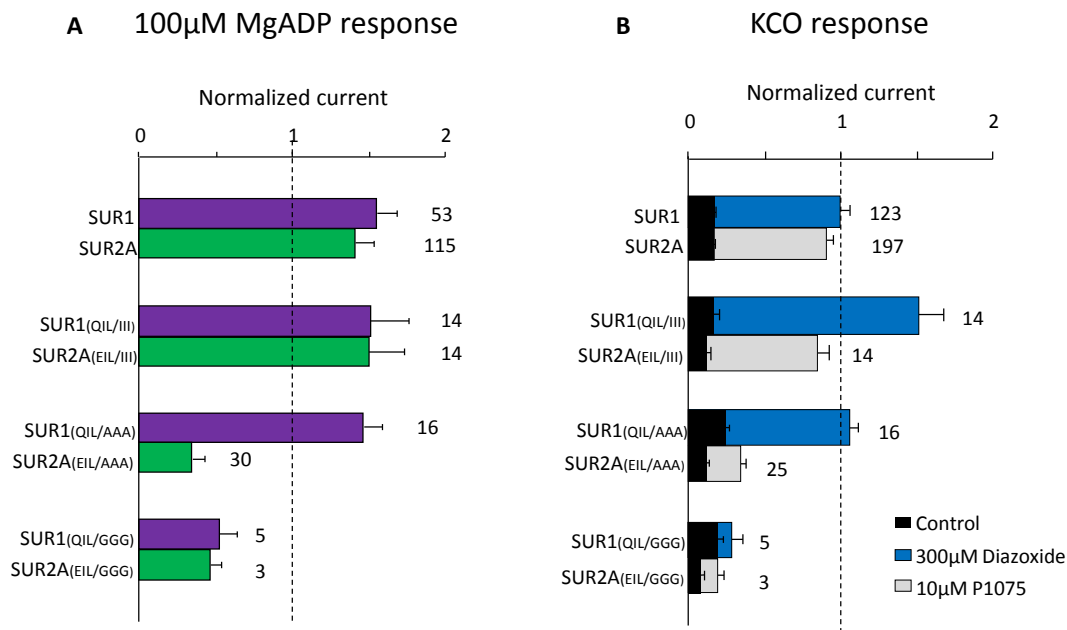 A 100µM MgADP response
Normalized current
0 1 2
SUR1 53
SUR2A 115
SUR1(QIL/III) 14
SUR2A(EIL/III) 14
SUR1(QIL/AAA) 16
SUR2A(EIL/AAA) 30
SUR1(QIL/GGG) 5
SUR2A(EIL/GGG) 3
B KCO response
Normalized current
0 1 2
SUR1 123
SUR2A 197
SUR1(QIL/III) 14
SUR2A(EIL/III) 14
SUR1(QIL/AAA) 16
SUR2A(EIL/AAA) 25
SUR1(QIL/GGG) 5
SUR2A(EIL/GGG) 3
Control
300µM Diazoxide
10µM P1075